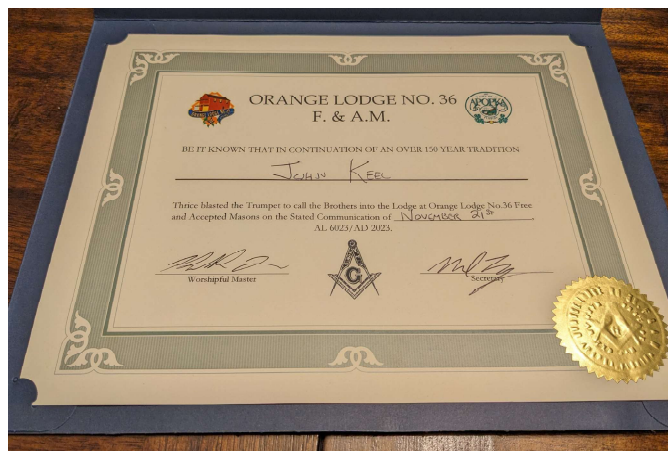 ORANGE LODGE NO. 36
F. & A.M.
APOPKA
BE IT KNOWN THAT IN CONTINUATION OF AN OVER 150 YEAR TRADITION
JOHN KEEL
Thrice blasted the Trumpet to call the Brothers into the Lodge at Orange Lodge No.36 Free
and Accepted Masons on the Stated Communication of NOVEMBER 21st
AL 6023/AD 2023.
Worshipful Master
Secretary
G